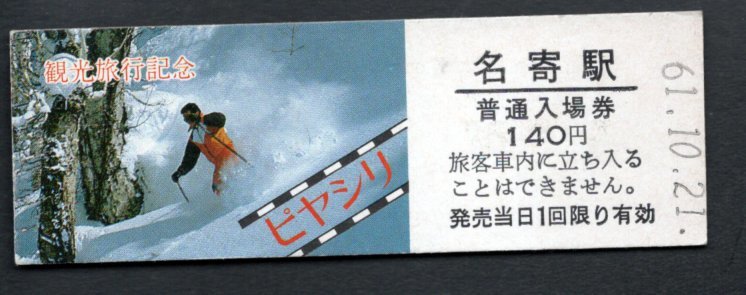 観光旅行記念
ピヤシリ
名寄駅
普通入場券
140円
旅客車内に立ち入る
ことはできません。
発売当日1回限り有効
61.10.21.